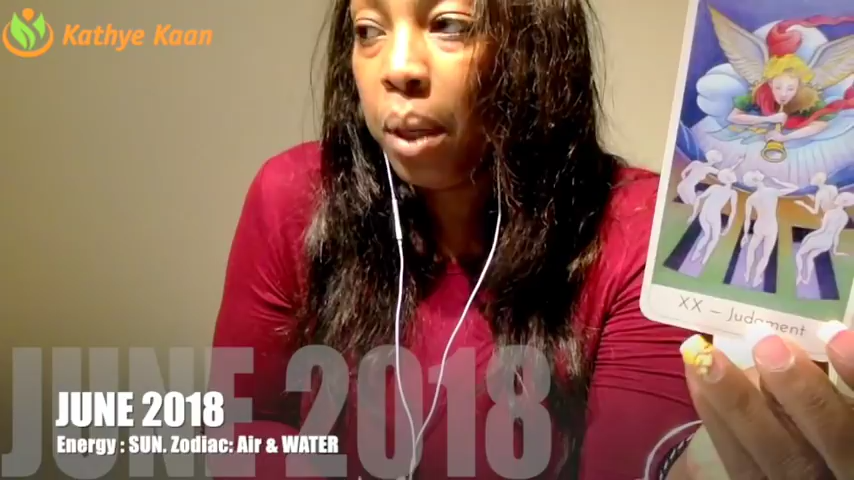 Kathye Kaan
XX – Judgment
JUNE 2018
JUNE 2018
Energy : SUN. Zodiac: Air & WATER